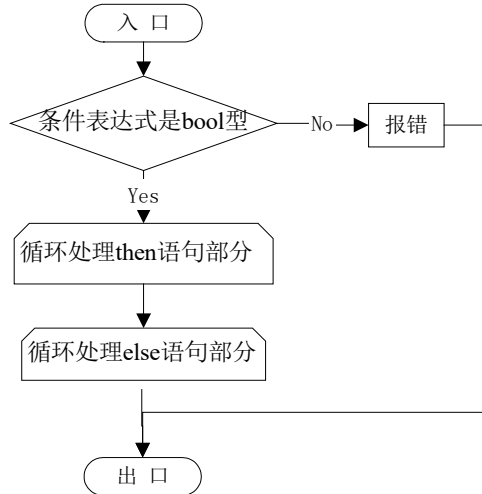 入 口
条件表达式是bool型
No
报错
Yes
循环处理then语句部分
循环处理else语句部分
出 口